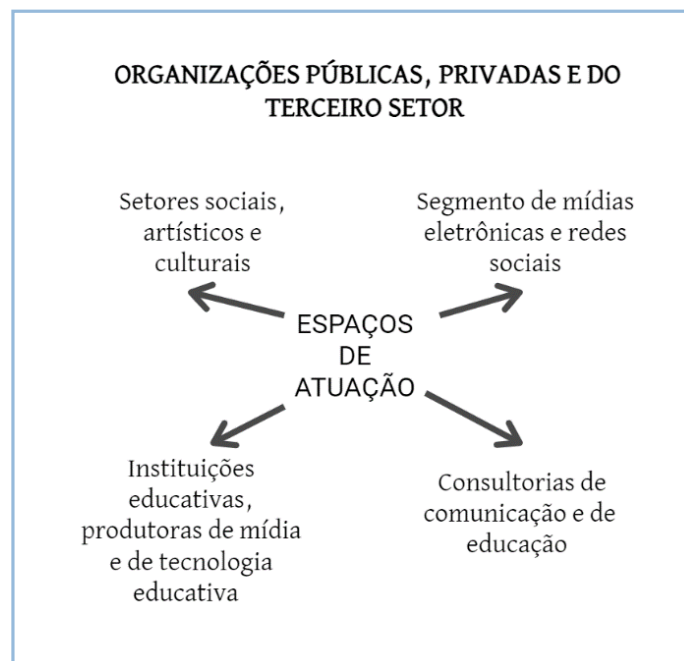 ORGANIZAÇÕES PÚBLICAS, PRIVADAS E DO
TERCEIRO SETOR
Setores sociais,
artísticos e
culturais
Segmento de mídias
eletrônicas e redes
sociais
ESPAÇOS
DE
ATUAÇÃO
Instituições
educativas,
produtoras de mídia
e de tecnologia
educativa
Consultorias de
comunicação e de
educação